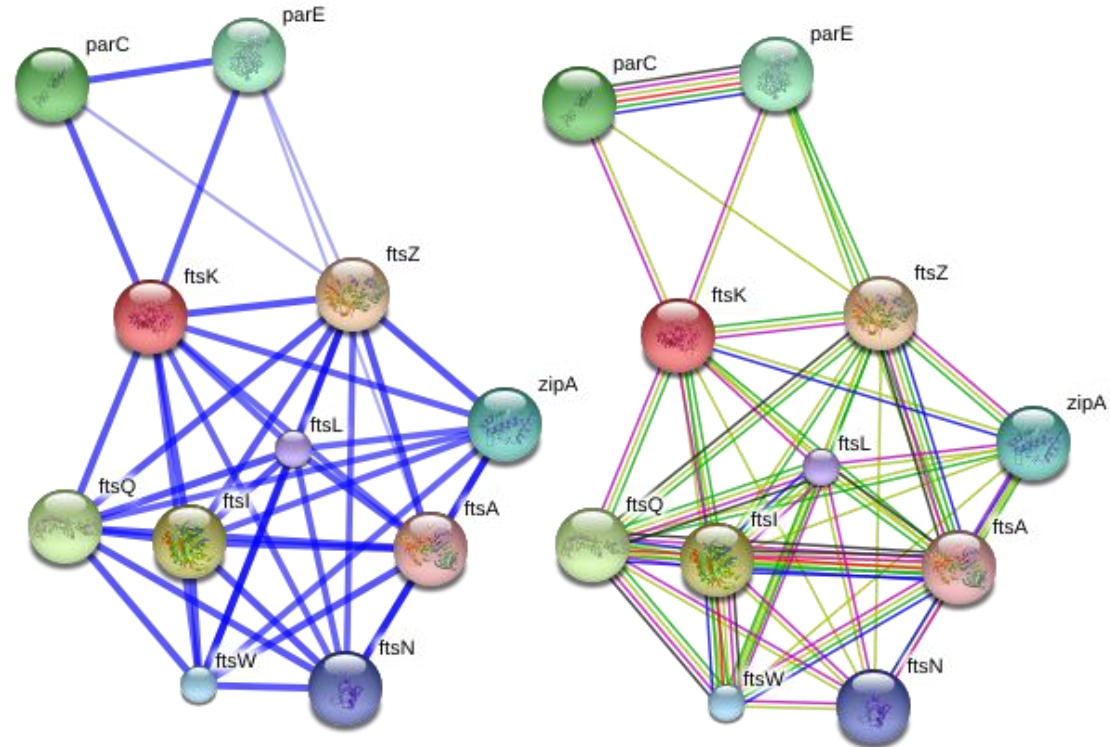 parC
parE
ftsK
ftsZ
zipA
ftsL
ftsQ
ftsI
ftsA
ftsW
ftsN
parC
parE
ftsK
ftsZ
zipA
ftsL
ftsQ
ftsI
ftsA
ftsW
ftsN